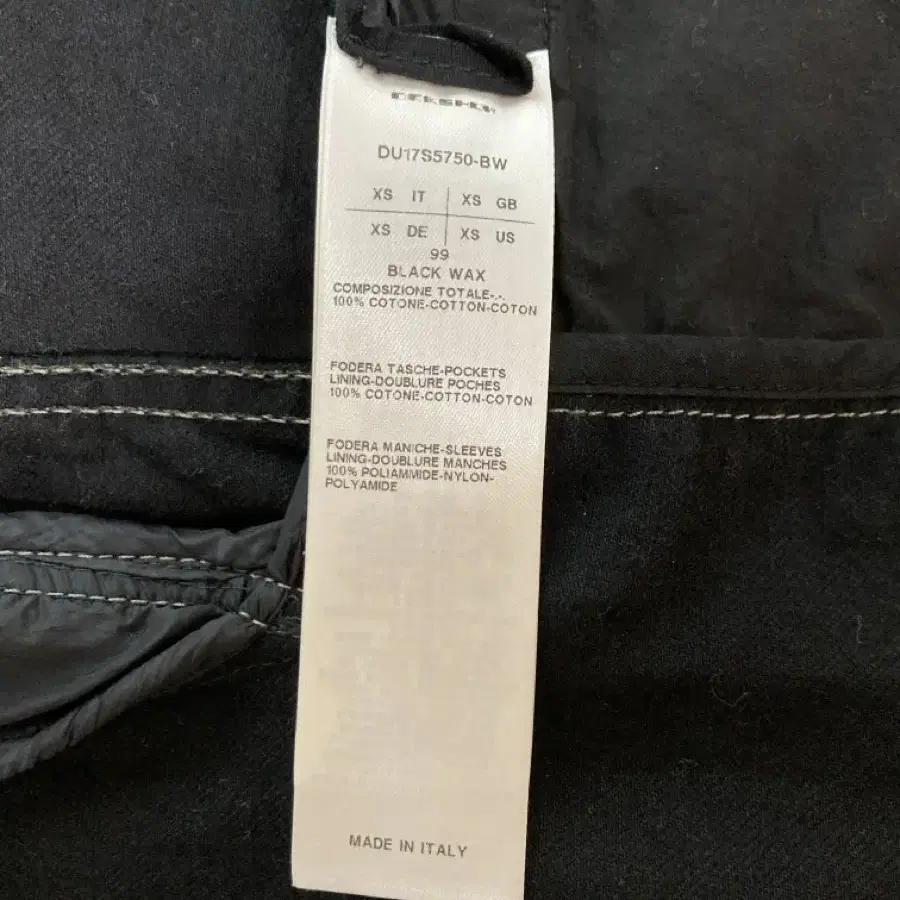 DU17S5750-BW
XS IT XS GB
XS DE XS US
99
BLACK WAX
COMPOSIZIONE TOTALE-.-.
100% COTONE-COTTON-COTON
FODERA TASCHE-POCKETS
LINING-DOUBLURE POCHES
100% COTONE-COTTON-COTON
FODERA MANICHE-SLEEVES
LINING-DOUBLURE MANCHES
100% POLIAMMIDE-NYLON-
POLYAMIDE
MADE IN ITALY